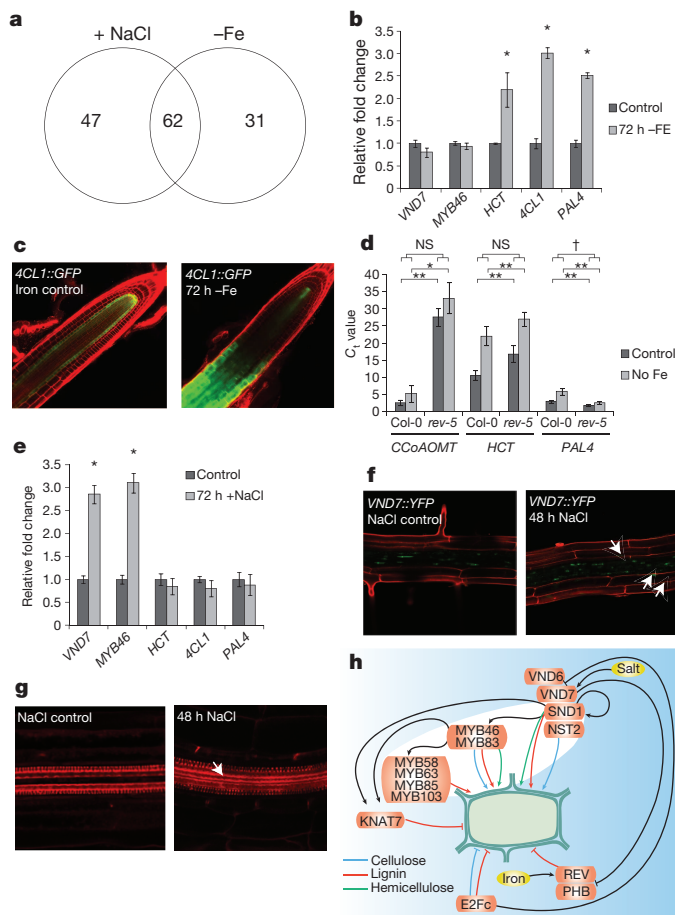 a
+ NaCl
–Fe
47
62
31
b
Relative fold change
3.5
3.0
2.5
2.0
1.5
1.0
0.5
0
*
*
*
Control
72 h –FE
VND7
MYB46
HCT
4CL1
PAL4
c
4CL1::GFP
Iron control
4CL1::GFP
72 h –Fe
d
NS
NS
†
*
**
**
**
**
**
Ct value
40
35
30
25
20
15
10
5
0
Control
No Fe
Col-0 rev-5 Col-0 rev-5 Col-0 rev-5
CCoAOMT
HCT
PAL4
e
Relative fold change
3.5
3.0
2.5
2.0
1.5
1.0
0.5
0
*
*
Control
72 h +NaCl
VND7
MYB46
HCT
4CL1
PAL4
f
VND7::YFP
NaCl control
VND7::YFP
48 h NaCl
g
NaCl control
48 h NaCl
h
VND6
VND7
Salt
SND1
NST2
MYB46
MYB83
MYB58
MYB63
MYB85
MYB103
KNAT7
Cellulose
Lignin
Hemicellulose
Iron
REV
PHB
E2Fc